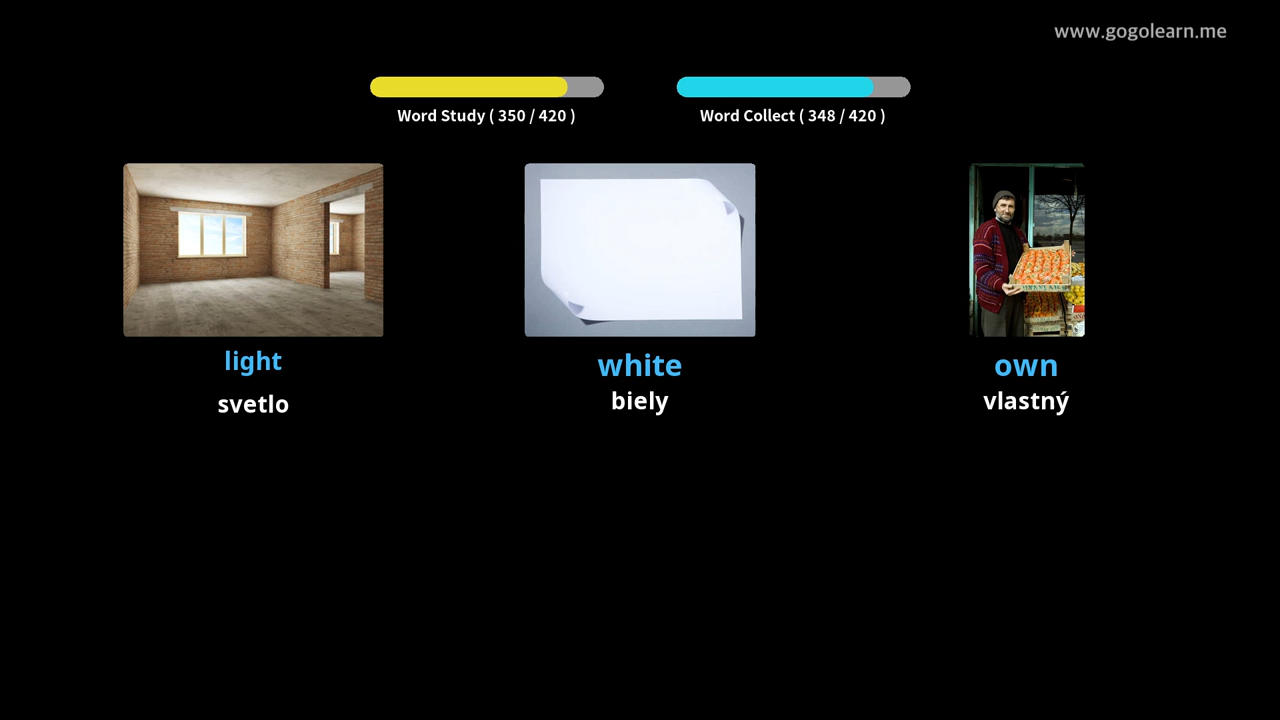 www.gogolearn.me
Word Study ( 350 / 420 )
Word Collect ( 348 / 420 )
light
white
own
svetlo
biely
vlastný